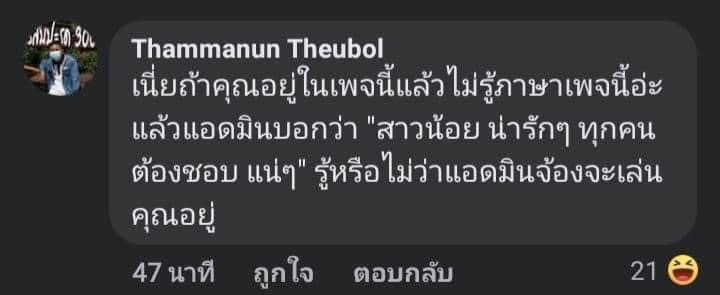 Thammanun Theubol
เนี่ยถ้าคุณอยู่ในเพจนี้แล้วไม่รู้ภาษาเพจนี้อ่ะ
แล้วแอดมินบอกว่า "สาวน้อย น่ารักๆ ทุกคน
ต้องชอบ แน่ๆ" รู้หรือไม่ว่าแอดมินจ้องจะเล่น
คุณอยู่
47 นาที ถูกใจ ตอบกลับ 21